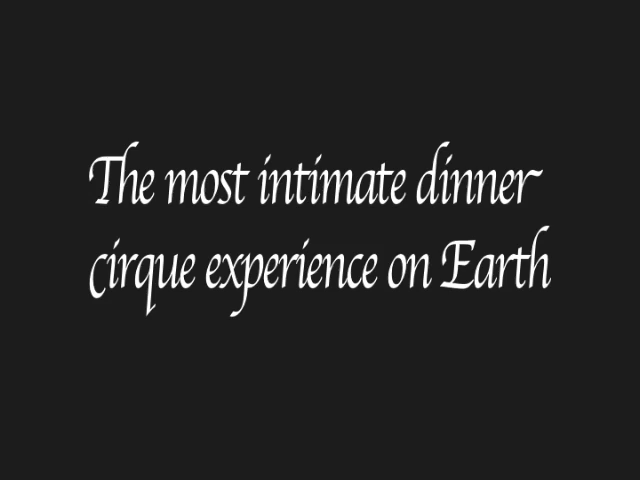 The most intimate dinner
cirque experience on Earth